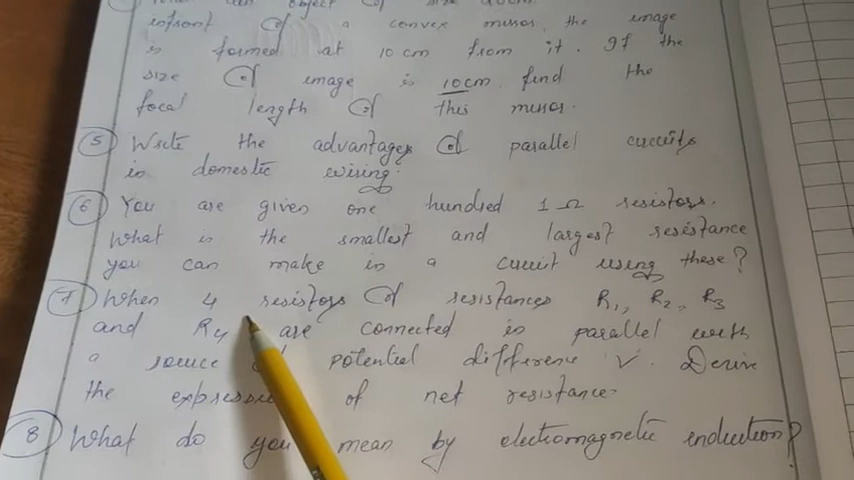 infront of a convex mirror the image
is formed at 10 cm from it. If the
size of image is 10cm find the
focal length of this mirror.
5 Write the advantages of parallel circuits
in domestic wiring.
6 You are given one hundred 1 Ω resistors.
What is the smallest and largest resistance
you can make in a circuit using these?
7 When 4 resistors of resistances R1, R2, R3
and R4 are connected in parallel with
a source of potential difference V. Derive
the expression of net resistance.
8 What do you mean by electromagnetic induction?